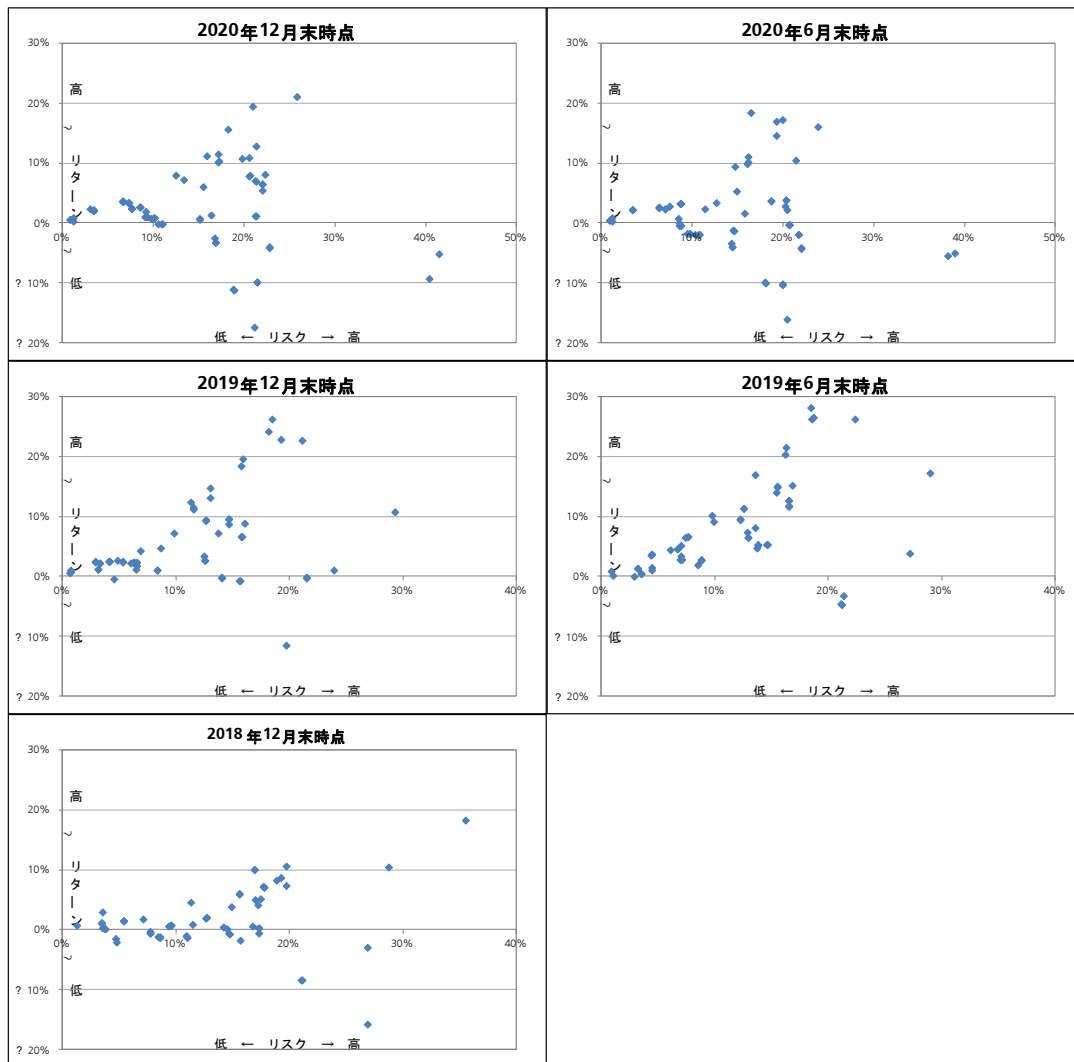 2020年12月末時点
30%
20%
10%
0%
? 10%
? 20%
高
～
リターン
～
低
0%
10%
20%
30%
40%
50%
低 ← リスク → 高
2020年6月末時点
30%
20%
10%
0%
? 10%
? 20%
高
～
リターン
～
低
0%
10%
20%
30%
40%
50%
低 ← リスク → 高
2019年12月末時点
30%
20%
10%
0%
? 10%
? 20%
高
～
リターン
～
低
0%
10%
20%
30%
40%
低 ← リスク → 高
2019年6月末時点
30%
20%
10%
0%
? 10%
? 20%
高
～
リターン
～
低
0%
10%
20%
30%
40%
低 ← リスク → 高
2018年12月末時点
30%
20%
10%
0%
? 10%
? 20%
高
～
リターン
～
低
0%
10%
20%
30%
40%
低 ← リスク → 高